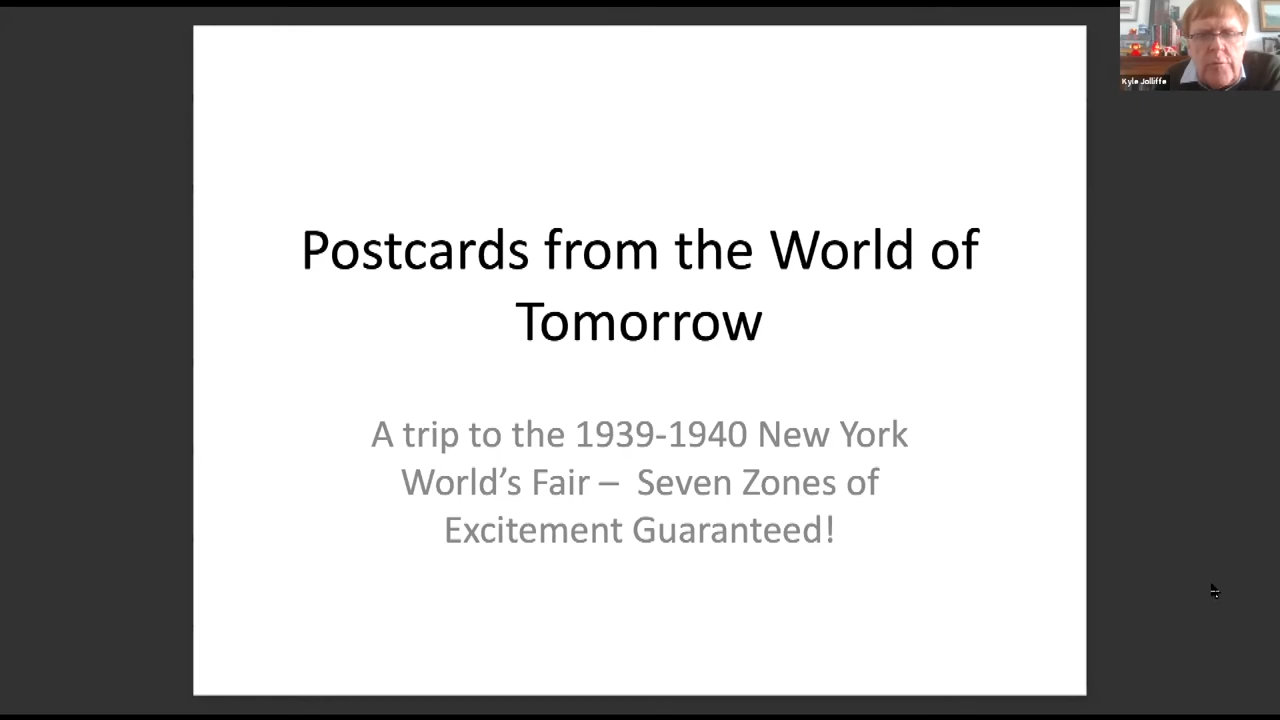 Kyle Jolliffe
Postcards from the World of
Tomorrow
A trip to the 1939-1940 New York
World’s Fair – Seven Zones of
Excitement Guaranteed!